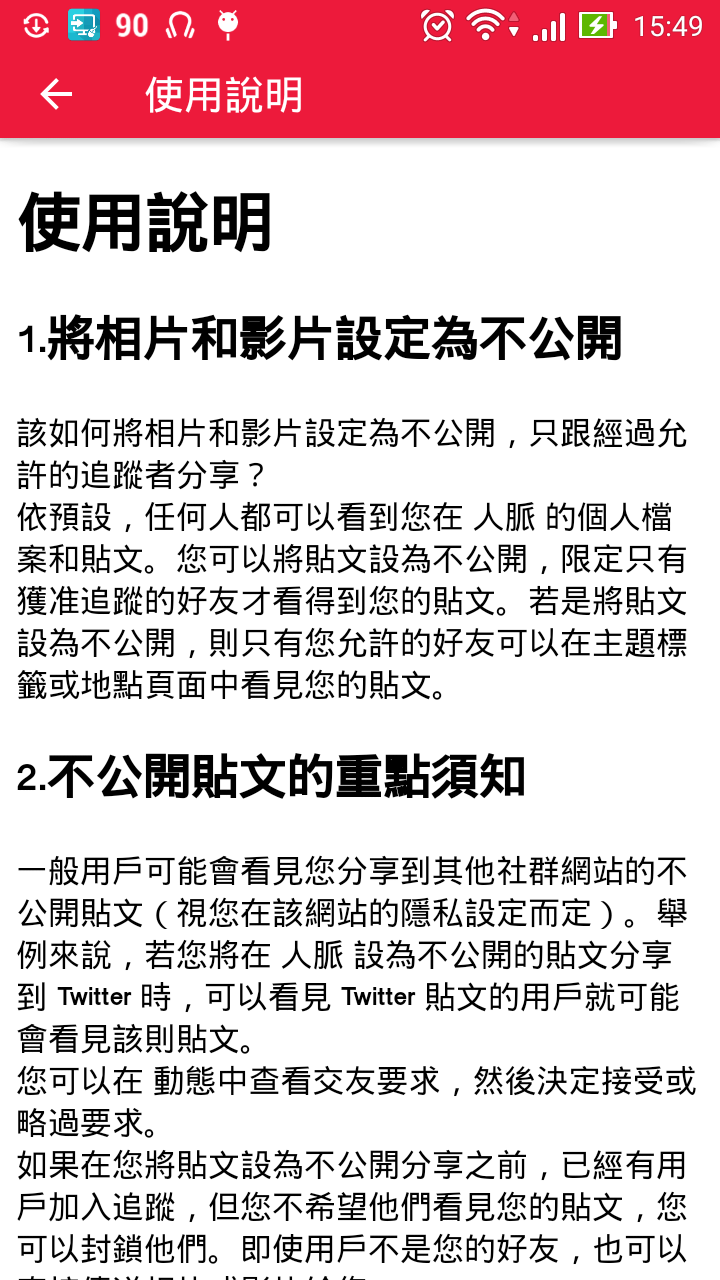 90
15:49
使用說明
使用說明
1.將相片和影片設定為不公開
該如何將相片和影片設定為不公開，只跟經過允
許的追蹤者分享？
依預設，任何人都可以看到您在 人脈 的個人檔
案和貼文。您可以將貼文設為不公開，限定只有
獲准追蹤的好友才看得到您的貼文。若是將貼文
設為不公開，則只有您允許的好友可以在主題標
籤或地點頁面中看見您的貼文。
2.不公開貼文的重點須知
一般用戶可能會看見您分享到其他社群網站的不
公開貼文（視您在該網站的隱私設定而定）。舉
例來說，若您將在 人脈 設為不公開的貼文分享
到 Twitter 時，可以看見 Twitter 貼文的用戶就可能
會看見該則貼文。
您可以在 動態中查看交友要求，然後決定接受或
略過要求。
如果在您將貼文設為不公開分享之前，已經有用
戶加入追蹤，但您不希望他們看見您的貼文，您
可以封鎖他們。即使用戶不是您的好友，也可以